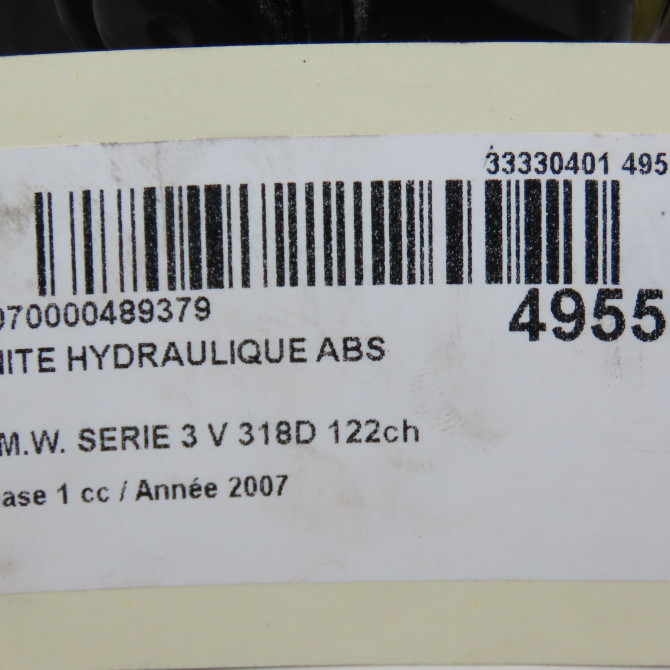 33330401 495
070000489379
4955
NITE HYDRAULIQUE ABS
.M.W. SERIE 3 V 318D 122ch
ase 1 cc / Année 2007